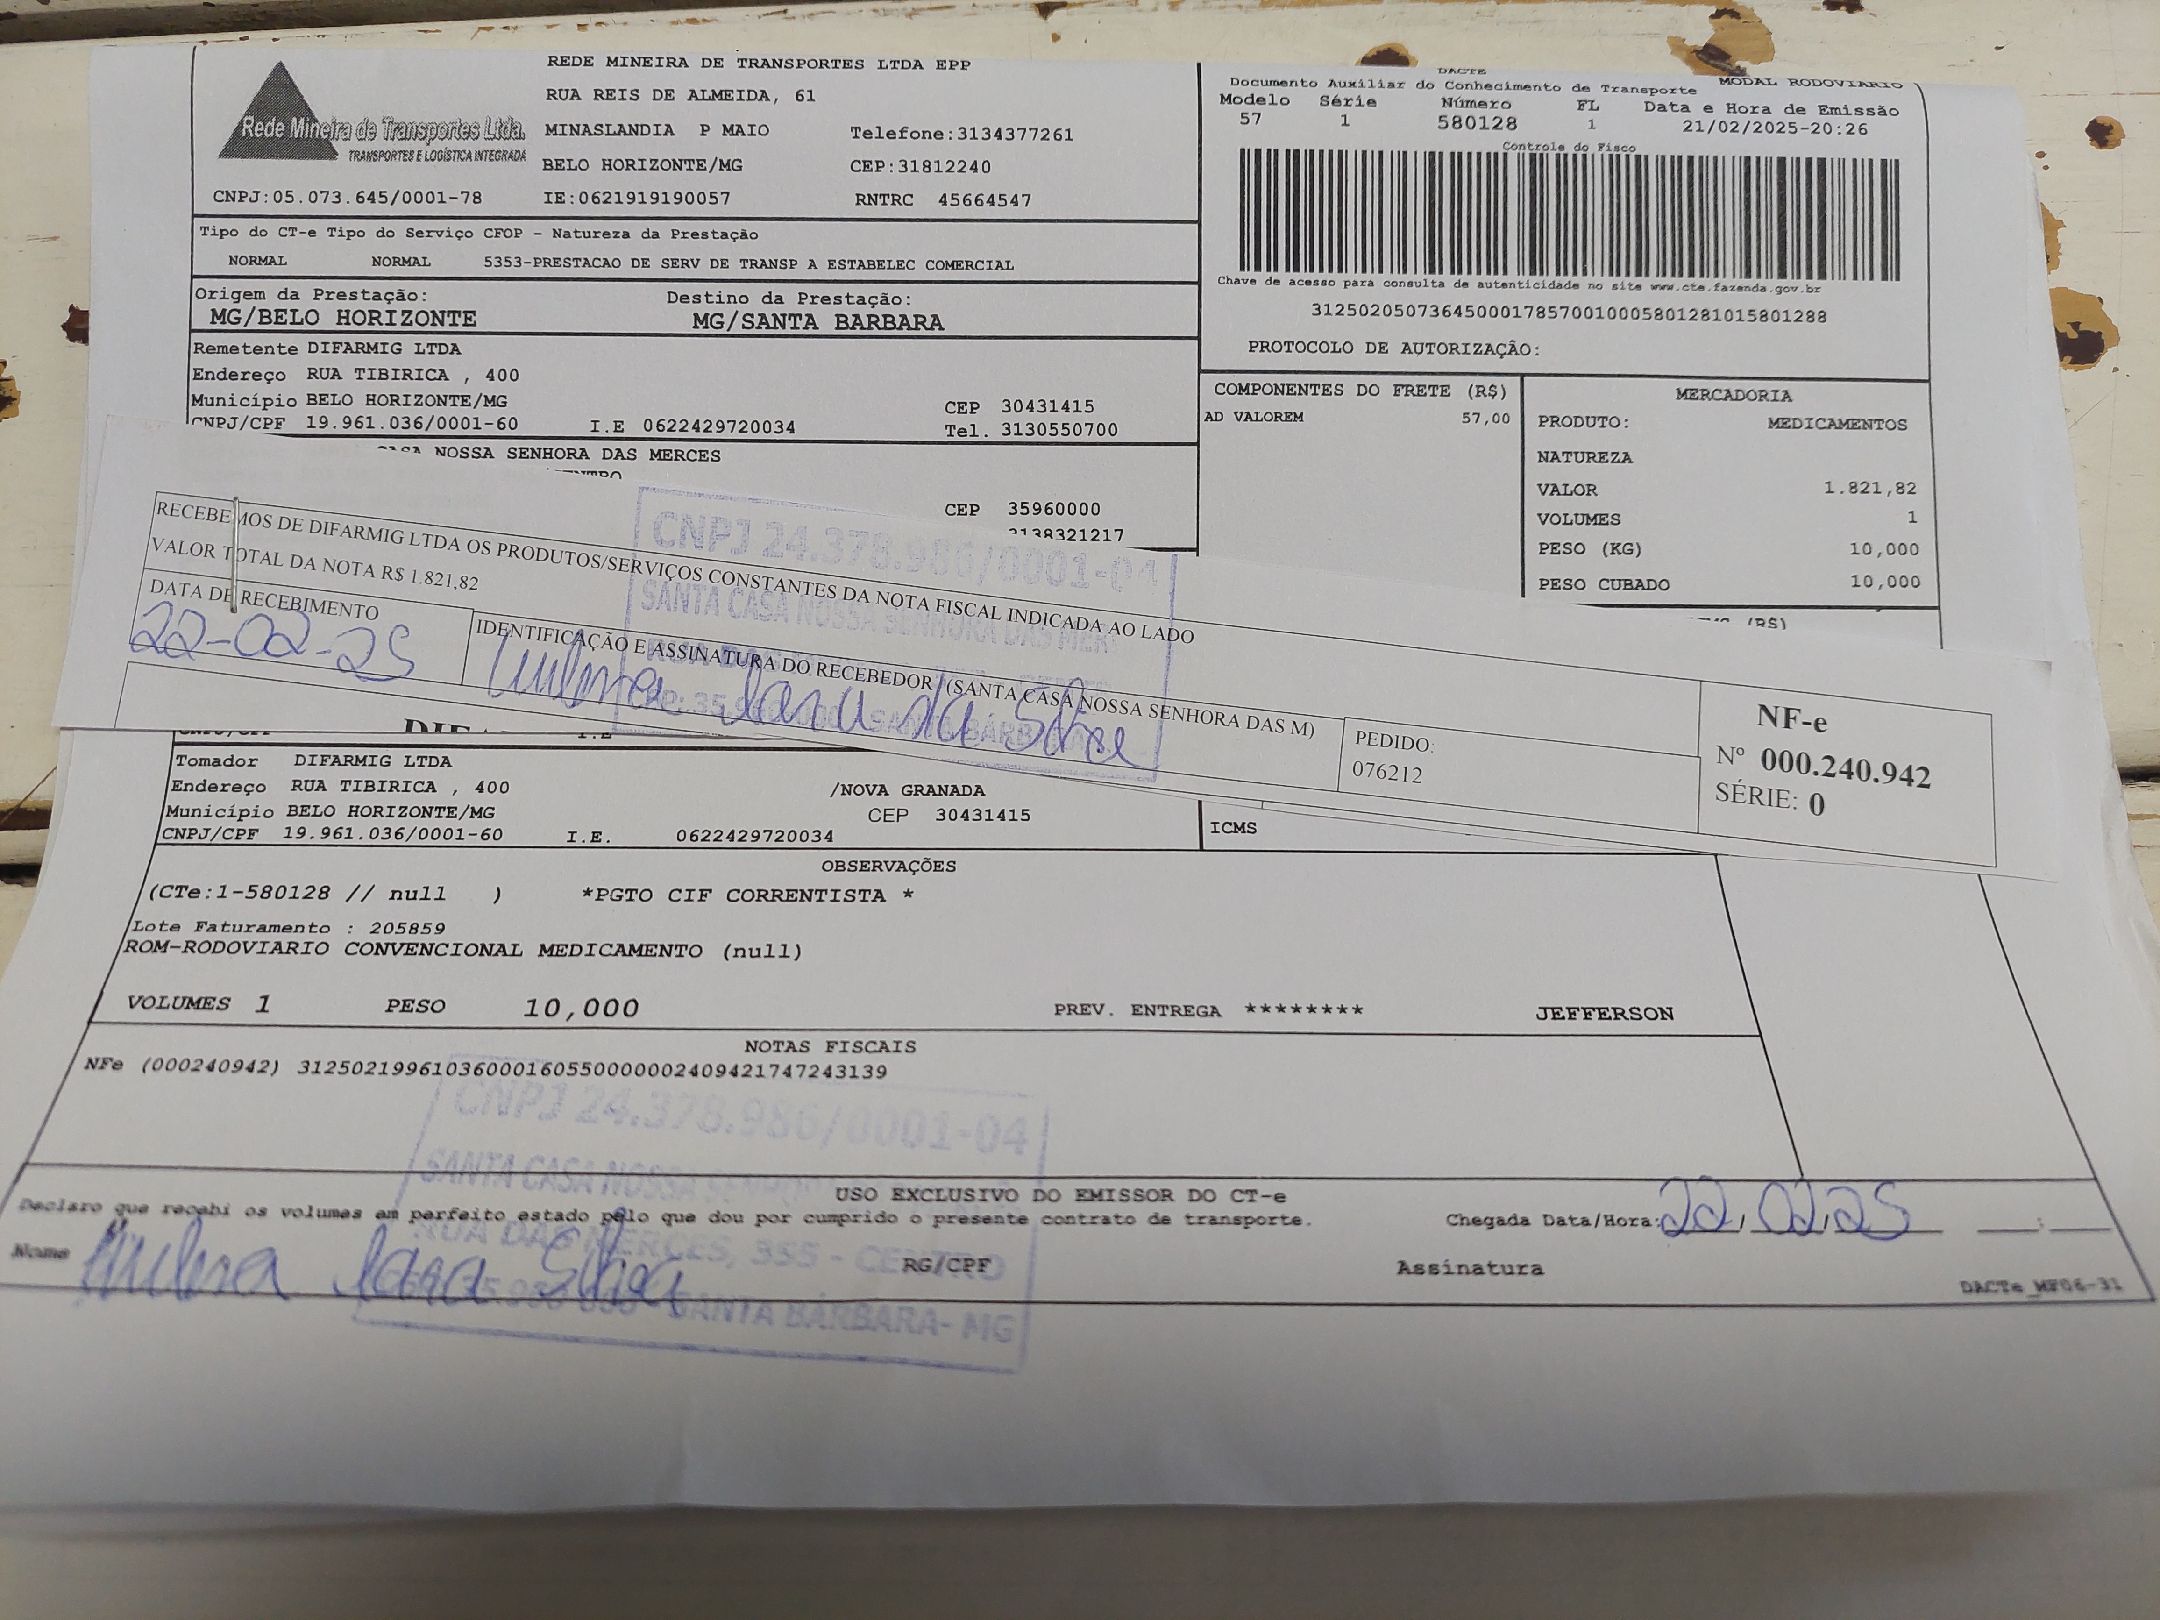 REDE MINEIRA DE TRANSPORTES LTDA EPP
RUA REIS DE ALMEIDA, 61
MINASLANDIA P MAIO Telefone:3134377261
BELO HORIZONTE/MG CEP:31812240
CNPJ:05.073.645/0001-78 IE:0621919190057 RNTRC 45664547
Rede Mineira de Transportes Ltda.
TRANSPORTES E LOGÍSTICA INTEGRADA
DACTE
Documento Auxiliar do Conhecimento de Transporte MODAL RODOVIARIO
Modelo Série Número FL Data e Hora de Emissão
57 1 580128 1 21/02/2025-20:26
Controle do Fisco
Chave de acesso para consulta de autenticidade no site www.cte.fazenda.gov.br
31250205073645000178570010005801281015801288
PROTOCOLO DE AUTORIZAÇÃO:
Tipo do CT-e Tipo do Serviço CFOP - Natureza da Prestação
NORMAL NORMAL 5353-PRESTACAO DE SERV DE TRANSP A ESTABELEC COMERCIAL
Origem da Prestação: Destino da Prestação:
MG/BELO HORIZONTE MG/SANTA BARBARA
Remetente DIFARMIG LTDA
Endereço RUA TIBIRICA , 400
Município BELO HORIZONTE/MG CEP 30431415
CNPJ/CPF 19.961.036/0001-60 I.E 0622429720034 Tel. 3130550700
NOSSA SENHORA DAS MERCES
CEP 35960000
3138321217
COMPONENTES DO FRETE (R$)
AD VALOREM 57,00
MERCADORIA
PRODUTO: MEDICAMENTOS
NATUREZA
VALOR 1.821,82
VOLUMES 1
PESO (KG) 10,000
PESO CUBADO 10,000
(R$)
RECEBEMOS DE DIFARMIG LTDA OS PRODUTOS/SERVIÇOS CONSTANTES DA NOTA FISCAL INDICADA AO LADO
VALOR TOTAL DA NOTA R$ 1.821,82
DATA DE RECEBIMENTO
22-02-25
IDENTIFICAÇÃO E ASSINATURA DO RECEBEDOR (SANTA CASA NOSSA SENHORA DAS M)
CNPJ 24.378.986/0001-04
SANTA CASA NOSSA SENHORA DAS MER
PEDIDO:
076212
NF-e
Nº 000.240.942
SÉRIE: 0
Tomador DIFARMIG LTDA
Endereço RUA TIBIRICA , 400 /NOVA GRANADA
Município BELO HORIZONTE/MG CEP 30431415
CNPJ/CPF 19.961.036/0001-60 I.E. 0622429720034
ICMS
OBSERVAÇÕES
(CTe:1-580128 // null ) *PGTO CIF CORRENTISTA *
Lote Faturamento : 205859
ROM-RODOVIARIO CONVENCIONAL MEDICAMENTO (null)
VOLUMES 1 PESO 10,000 PREV. ENTREGA ******** JEFFERSON
NOTAS FISCAIS
NFe (000240942) 31250219961036000160550000002409421747243139
CNPJ 24.378.986/0001-04
SANTA CASA NOSSA
RUA DAS MERCES, 355 - CENTRO
SANTA BÁRBARA- MG
USO EXCLUSIVO DO EMISSOR DO CT-e
Declaro que recebi os volumes em perfeito estado pelo que dou por cumprido o presente contrato de transporte. Chegada Data/Hora: 22,02,25 :
Nome RG/CPF Assinatura
DACTe_MF06-31